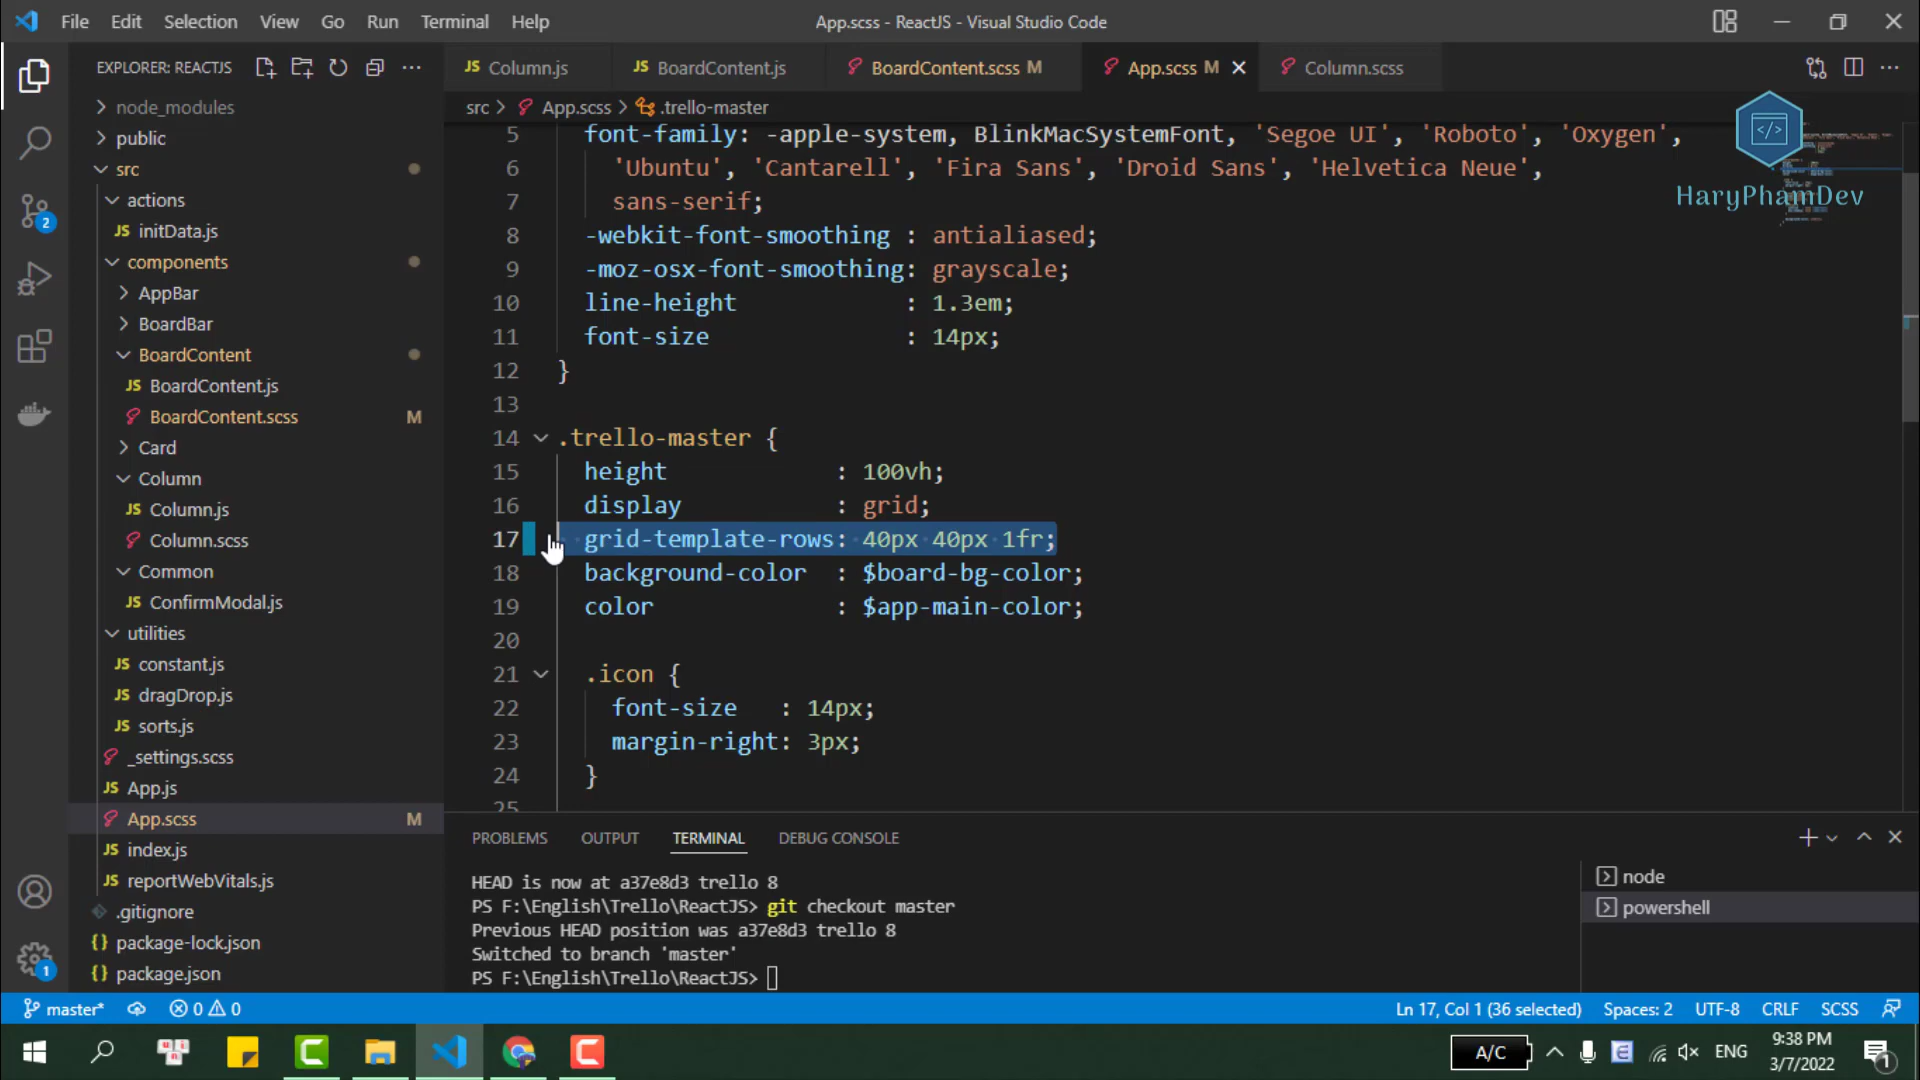 File Edit Selection View Go Run Terminal Help
App.scss - ReactJS - Visual Studio Code
EXPLORER: REACTJS
JS Column.js
JS BoardContent.js
BoardContent.scss M
App.scss M
Column.scss
src > App.scss > .trello-master
node_modules
public
src
actions
JS initData.js
components
AppBar
BoardBar
BoardContent
JS BoardContent.js
BoardContent.scss M
Card
Column
JS Column.js
Column.scss
Common
JS ConfirmModal.js
utilities
JS constant.js
JS dragDrop.js
JS sorts.js
_settings.scss
JS App.js
App.scss M
JS index.js
JS reportWebVitals.js
.gitignore
{} package-lock.json
{} package.json
5 font-family: -apple-system, BlinkMacSystemFont, 'Segoe UI', 'Roboto', 'Oxygen',
6 'Ubuntu', 'Cantarell', 'Fira Sans', 'Droid Sans', 'Helvetica Neue',
7 sans-serif;
8 -webkit-font-smoothing : antialiased;
9 -moz-osx-font-smoothing: grayscale;
10 line-height : 1.3em;
11 font-size : 14px;
12 }
13
14 .trello-master {
15 height : 100vh;
16 display : grid;
17 grid-template-rows: 40px 40px 1fr;
18 background-color : $board-bg-color;
19 color : $app-main-color;
20
21 .icon {
22 font-size : 14px;
23 margin-right: 3px;
24 }
25
</>
HaryPhamDev
PROBLEMS OUTPUT TERMINAL DEBUG CONSOLE
HEAD is now at a37e8d3 trello 8
PS F:\English\Trello\ReactJS> git checkout master
Previous HEAD position was a37e8d3 trello 8
Switched to branch 'master'
PS F:\English\Trello\ReactJS>
node
powershell
2
1
master* 0 0
Ln 17, Col 1 (36 selected) Spaces: 2 UTF-8 CRLF SCSS
A/C
ENG
9:38 PM
3/7/2022
1